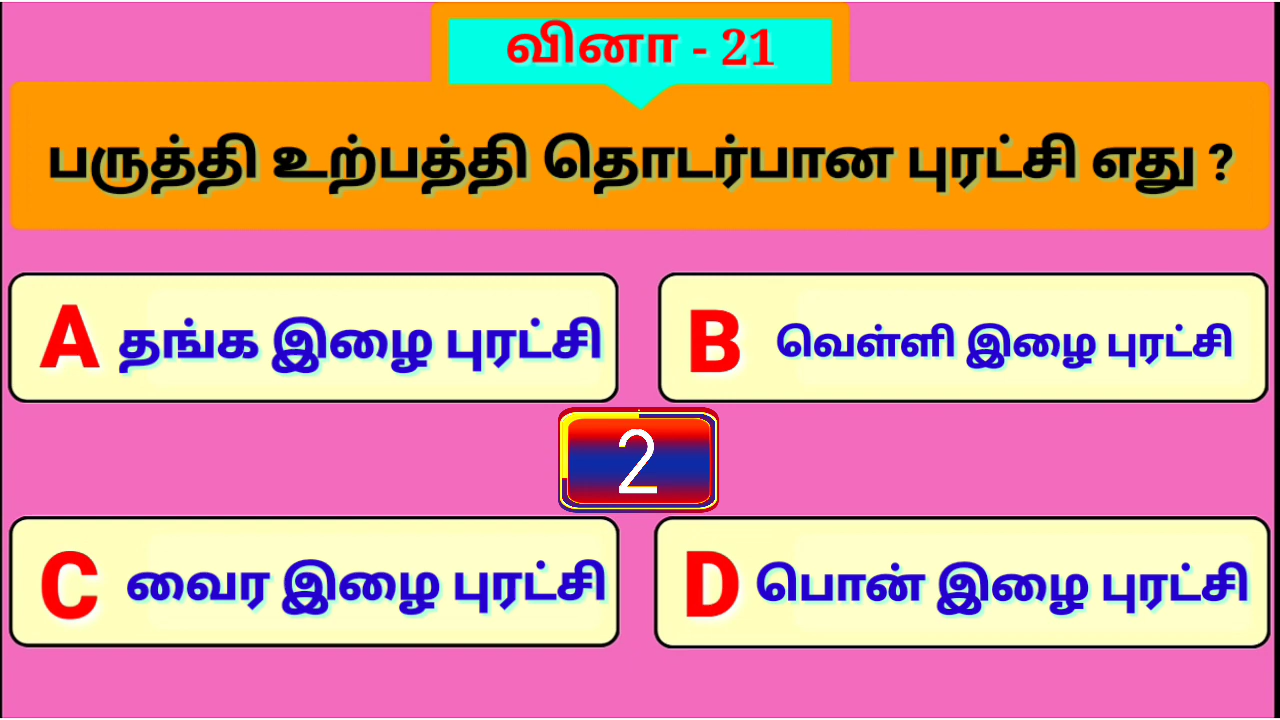 வினா - 21
பருத்தி உற்பத்தி தொடர்பான புரட்சி எது ?
A தங்க இழை புரட்சி
B வெள்ளி இழை புரட்சி
2
C வைர இழை புரட்சி
D பொன் இழை புரட்சி